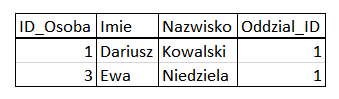 ID_Osoba Imie Nazwisko Oddzial_ID
1 Dariusz Kowalski 1
3 Ewa Niedziela 1